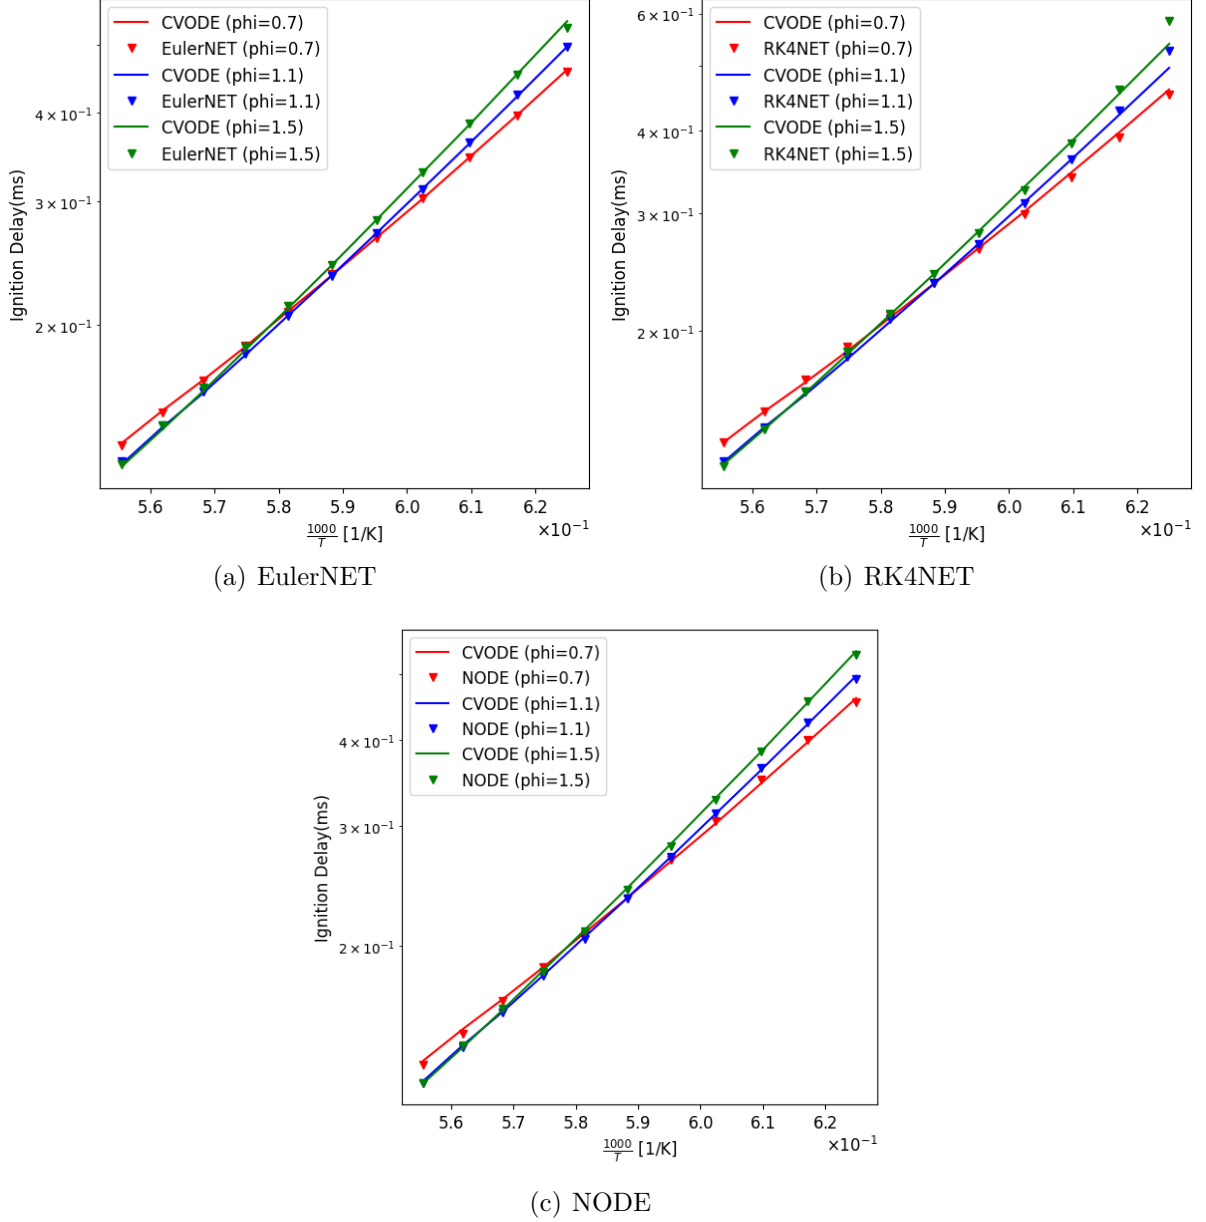 CVODE (phi=0.7)
EulerNET (phi=0.7)
CVODE (phi=1.1)
EulerNET (phi=1.1)
CVODE (phi=1.5)
EulerNET (phi=1.5)
4 × 10⁻¹
3 × 10⁻¹
2 × 10⁻¹
Ignition Delay(ms)
5.6 5.7 5.8 5.9 6.0 6.1 6.2
×10⁻¹
1000/T [1/K]
(a) EulerNET
CVODE (phi=0.7)
RK4NET (phi=0.7)
CVODE (phi=1.1)
RK4NET (phi=1.1)
CVODE (phi=1.5)
RK4NET (phi=1.5)
6 × 10⁻¹
4 × 10⁻¹
3 × 10⁻¹
2 × 10⁻¹
Ignition Delay(ms)
5.6 5.7 5.8 5.9 6.0 6.1 6.2
×10⁻¹
1000/T [1/K]
(b) RK4NET
CVODE (phi=0.7)
NODE (phi=0.7)
CVODE (phi=1.1)
NODE (phi=1.1)
CVODE (phi=1.5)
NODE (phi=1.5)
4 × 10⁻¹
3 × 10⁻¹
2 × 10⁻¹
Ignition Delay(ms)
5.6 5.7 5.8 5.9 6.0 6.1 6.2
×10⁻¹
1000/T [1/K]
(c) NODE